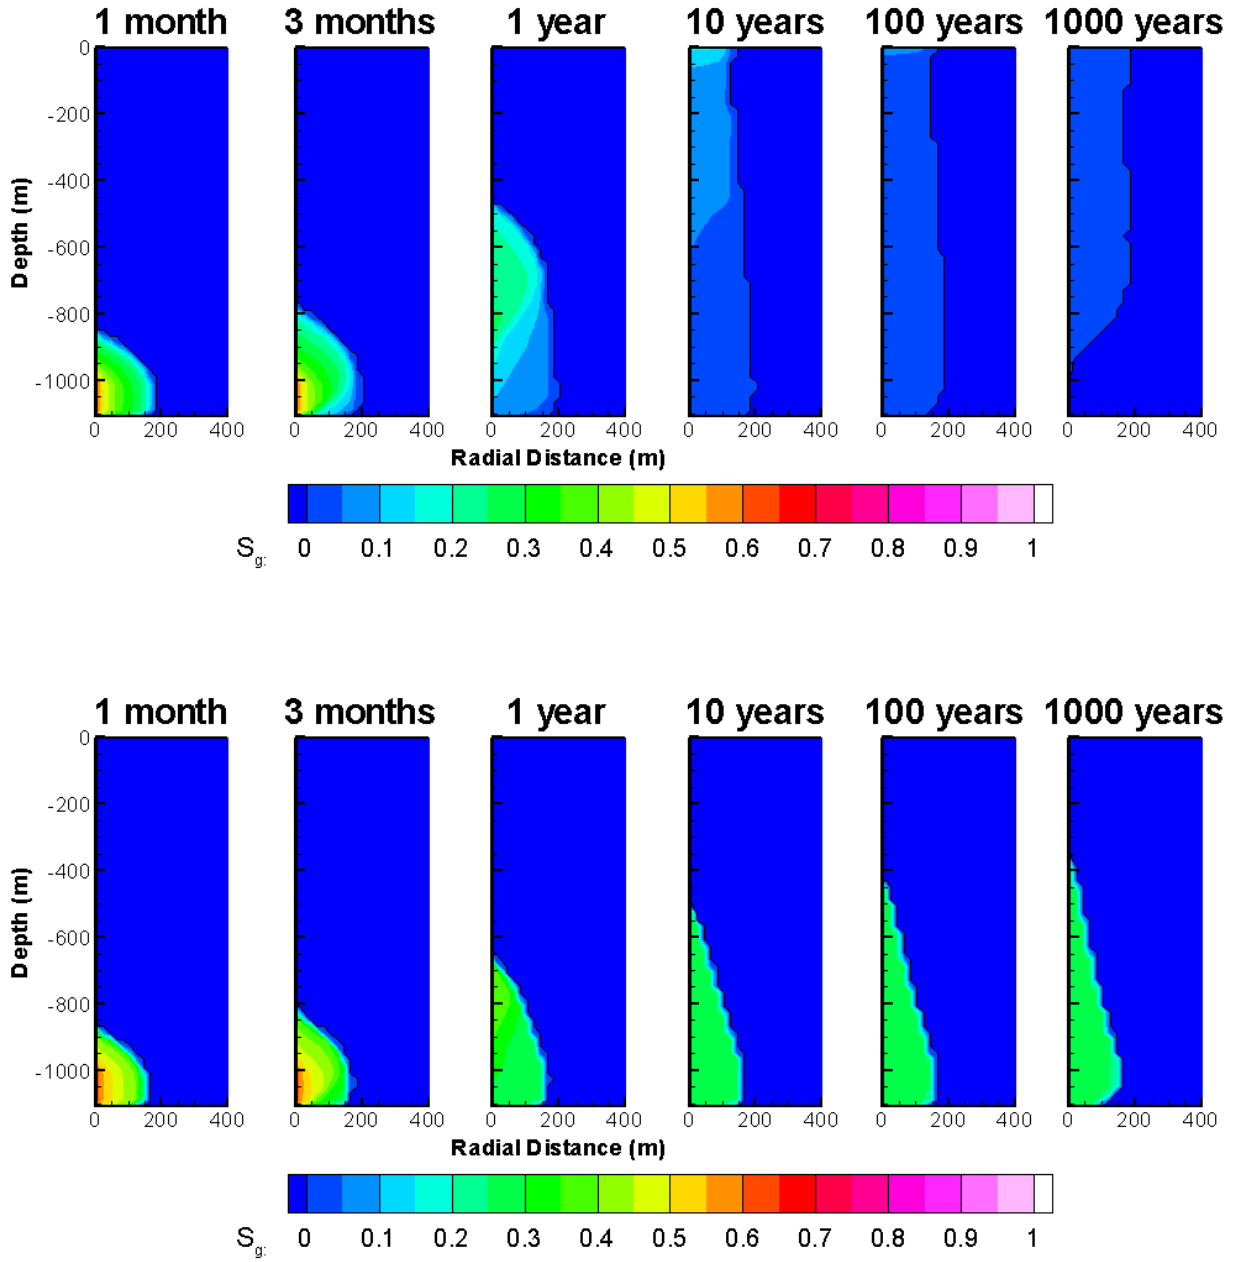 1 month 3 months 1 year 10 years 100 years 1000 years
0
-200
-400
-600
-800
-1000
Depth (m)
0 200 400 0 200 400 0 200 400 0 200 400 0 200 400 0 200 400
Radial Distance (m)
Sg: 0 0.1 0.2 0.3 0.4 0.5 0.6 0.7 0.8 0.9 1
1 month 3 months 1 year 10 years 100 years 1000 years
0
-200
-400
-600
-800
-1000
Depth (m)
0 200 400 0 200 400 0 200 400 0 200 400 0 200 400 0 200 400
Radial Distance (m)
Sg: 0 0.1 0.2 0.3 0.4 0.5 0.6 0.7 0.8 0.9 1